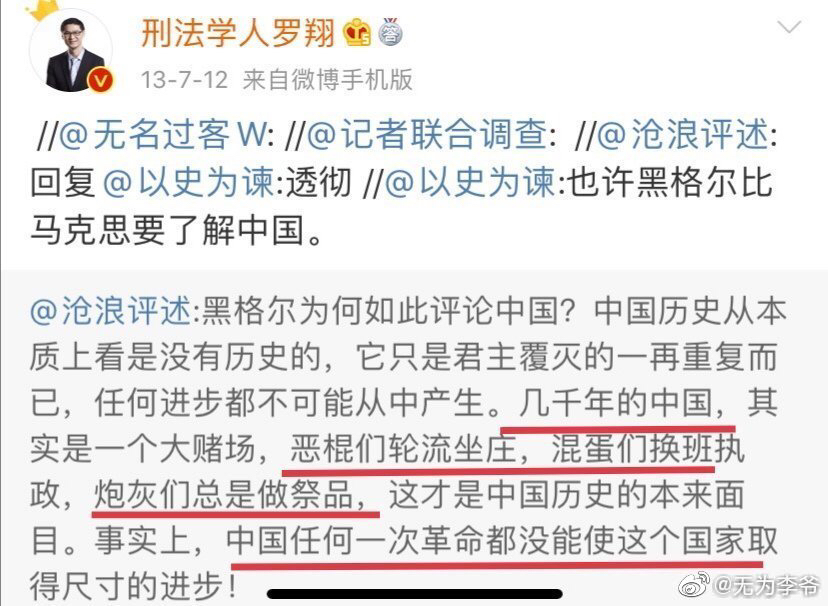 刑法学人罗翔
13-7-12 来自微博手机版
//@无名过客W: //@记者联合调查: //@沧浪评述:
回复@以史为谏:透彻 //@以史为谏:也许黑格尔比
马克思要了解中国。
@沧浪评述:黑格尔为何如此评论中国？中国历史从本
质上看是没有历史的，它只是君主覆灭的一再重复而
已，任何进步都不可能从中产生。几千年的中国，其
实是一个大赌场，恶棍们轮流坐庄，混蛋们换班执
政，炮灰们总是做祭品，这才是中国历史的本来面
目。事实上，中国任何一次革命都没能使这个国家取
得尺寸的进步！
@无为李爷